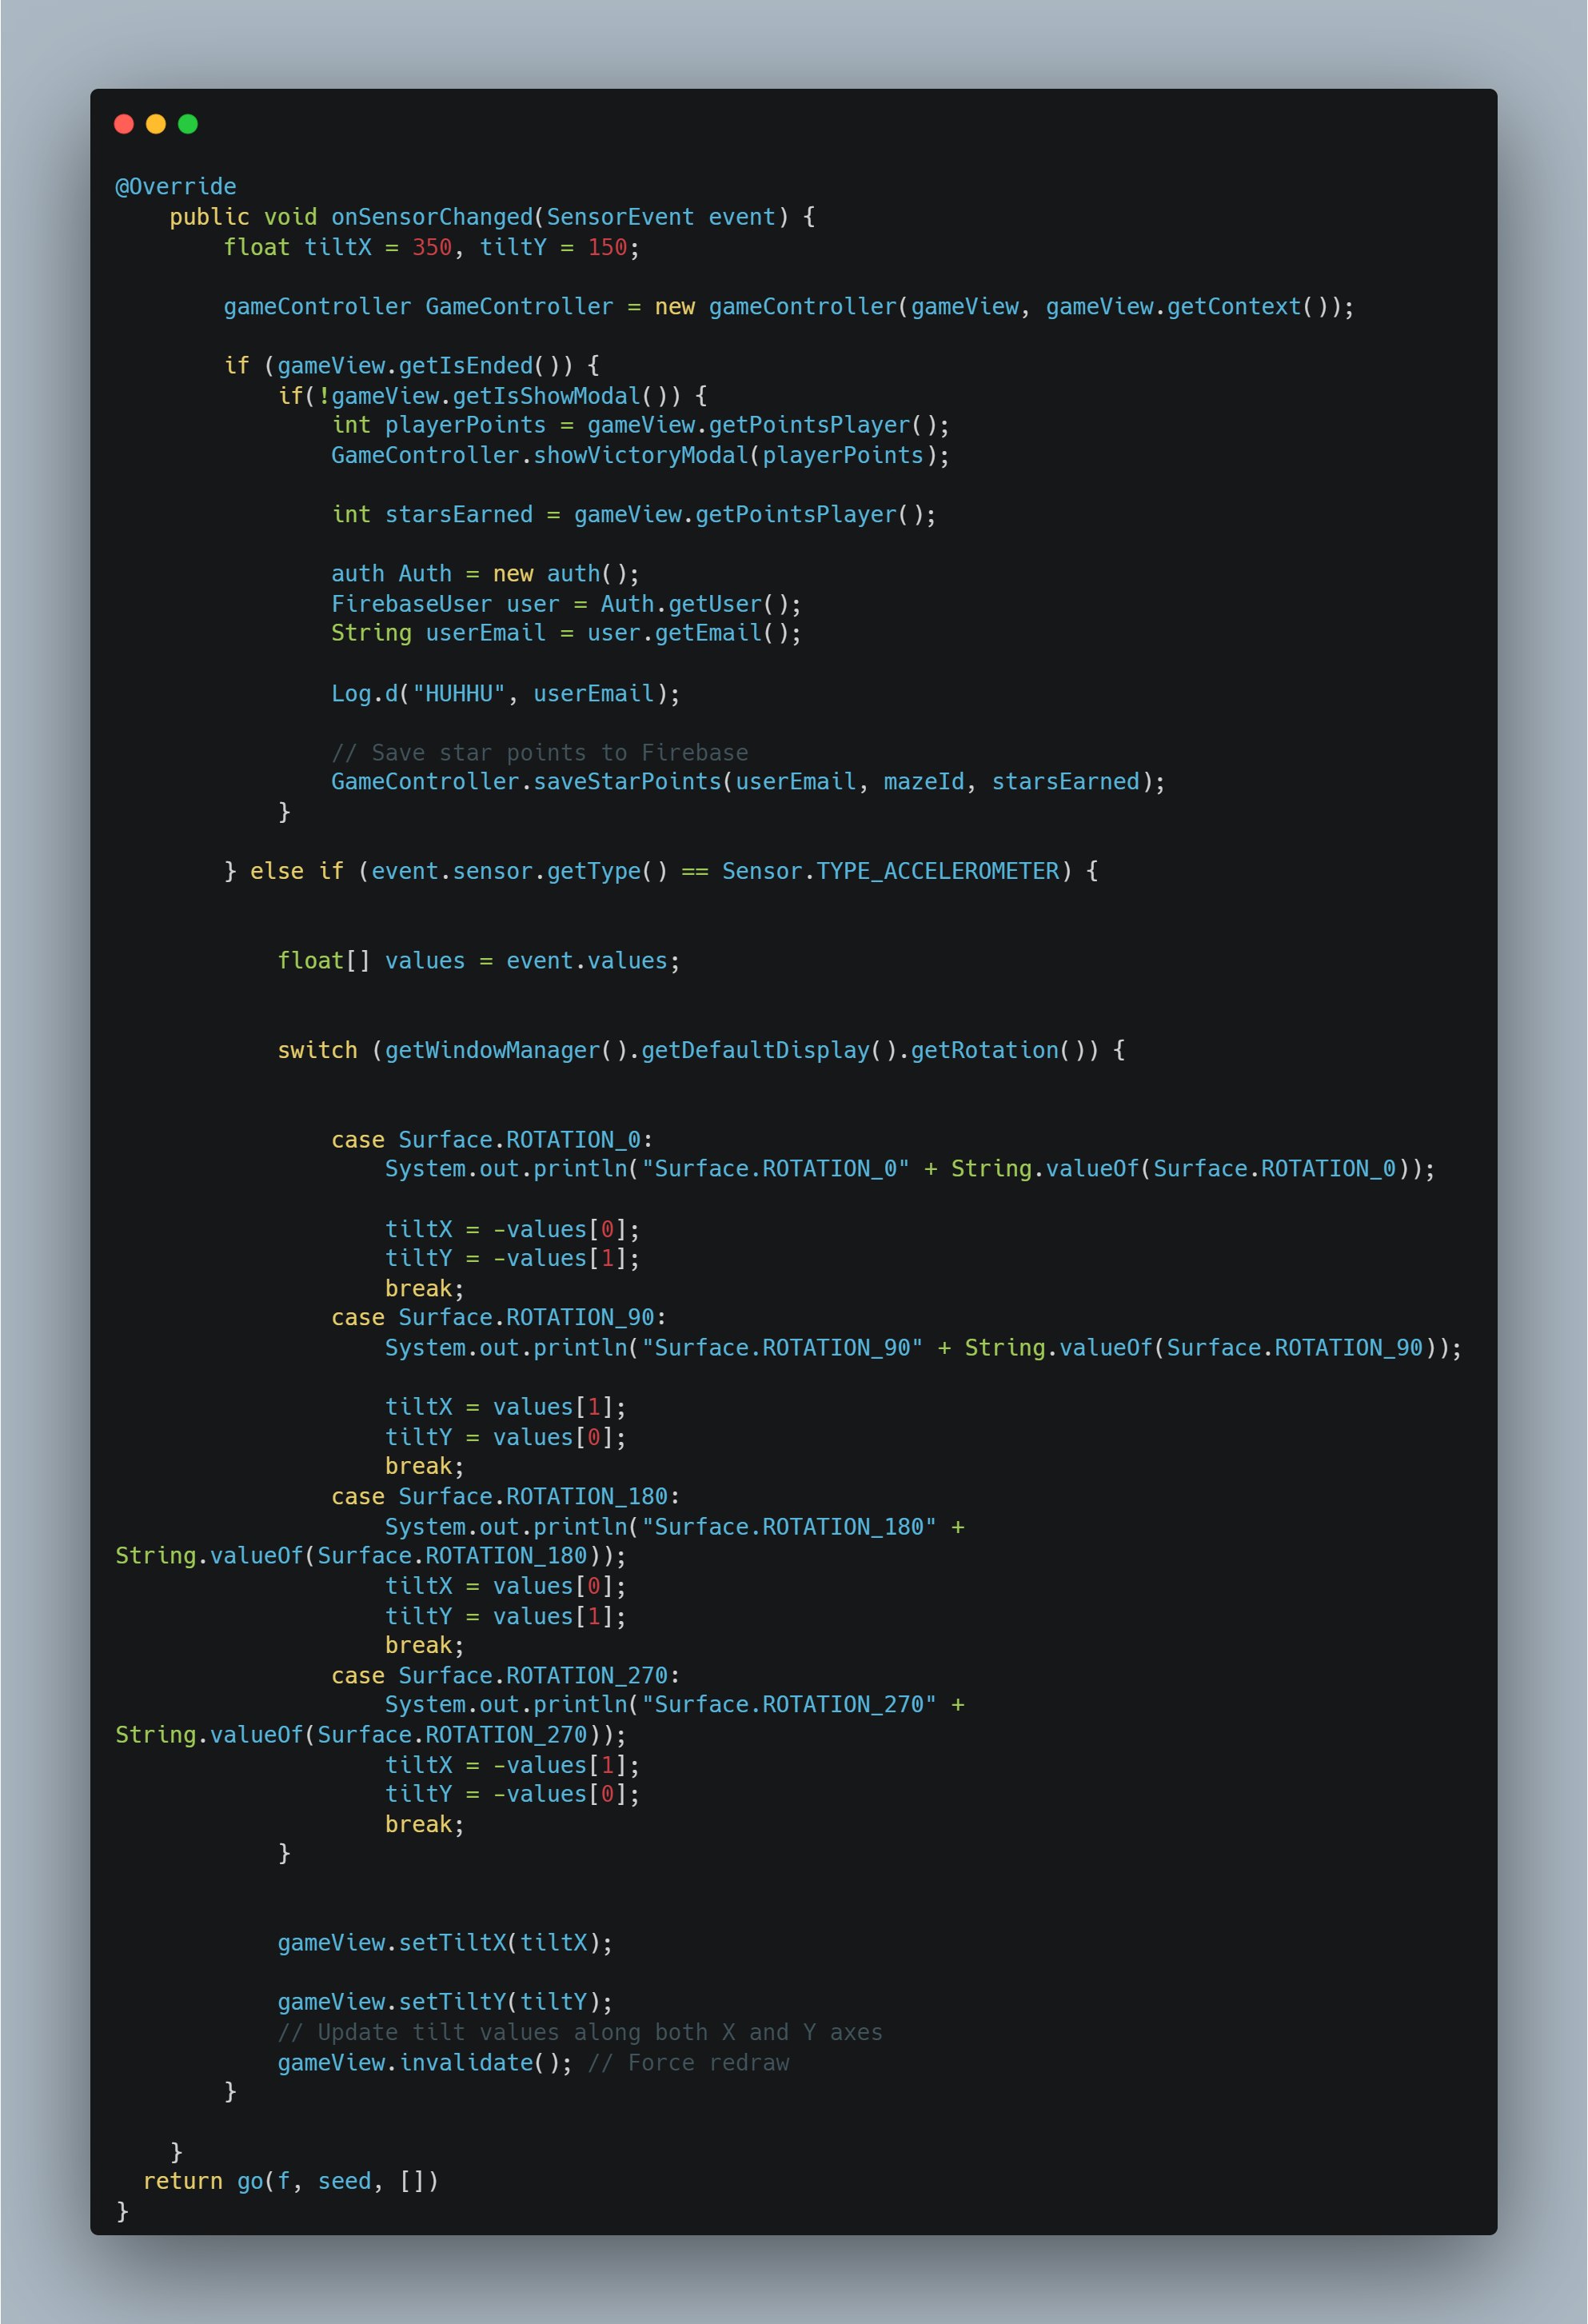 @Override
    public void onSensorChanged(SensorEvent event) {
        float tiltX = 350, tiltY = 150;

        gameController GameController = new gameController(gameView, gameView.getContext());

        if (gameView.getIsEnded()) {
            if(!gameView.getIsShowModal()) {
                int playerPoints = gameView.getPointsPlayer();
                GameController.showVictoryModal(playerPoints);

                int starsEarned = gameView.getPointsPlayer();

                auth Auth = new auth();
                FirebaseUser user = Auth.getUser();
                String userEmail = user.getEmail();

                Log.d("HUHHU", userEmail);

                // Save star points to Firebase
                GameController.saveStarPoints(userEmail, mazeId, starsEarned);
            }

        } else if (event.sensor.getType() == Sensor.TYPE_ACCELEROMETER) {


            float[] values = event.values;


            switch (getWindowManager().getDefaultDisplay().getRotation()) {


                case Surface.ROTATION_0:
                    System.out.println("Surface.ROTATION_0" + String.valueOf(Surface.ROTATION_0));

                    tiltX = -values[0];
                    tiltY = -values[1];
                    break;
                case Surface.ROTATION_90:
                    System.out.println("Surface.ROTATION_90" + String.valueOf(Surface.ROTATION_90));

                    tiltX = values[1];
                    tiltY = values[0];
                    break;
                case Surface.ROTATION_180:
                    System.out.println("Surface.ROTATION_180" +
String.valueOf(Surface.ROTATION_180));
                    tiltX = values[0];
                    tiltY = values[1];
                    break;
                case Surface.ROTATION_270:
                    System.out.println("Surface.ROTATION_270" +
String.valueOf(Surface.ROTATION_270));
                    tiltX = -values[1];
                    tiltY = -values[0];
                    break;
            }


            gameView.setTiltX(tiltX);

            gameView.setTiltY(tiltY);
            // Update tilt values along both X and Y axes
            gameView.invalidate(); // Force redraw
        }

    }
  return go(f, seed, [])
}